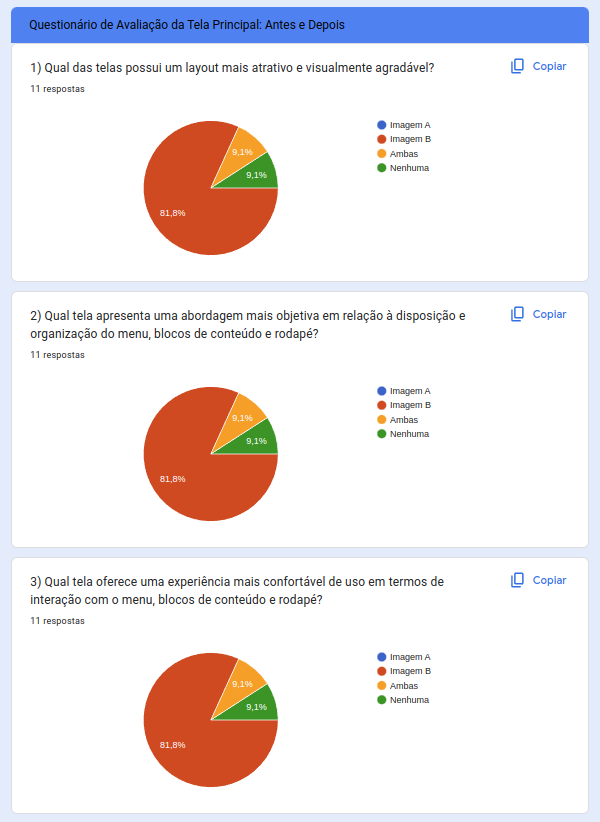 Questionário de Avaliação da Tela Principal: Antes e Depois
1) Qual das telas possui um layout mais atrativo e visualmente agradável?
Copiar
11 respostas
Imagem A
Imagem B
Ambas
Nenhuma
9,1%
9,1%
81,8%
2) Qual tela apresenta uma abordagem mais objetiva em relação à disposição e
organização do menu, blocos de conteúdo e rodapé?
Copiar
11 respostas
Imagem A
Imagem B
Ambas
Nenhuma
9,1%
9,1%
81,8%
3) Qual tela oferece uma experiência mais confortável de uso em termos de
interação com o menu, blocos de conteúdo e rodapé?
Copiar
11 respostas
Imagem A
Imagem B
Ambas
Nenhuma
9,1%
9,1%
81,8%